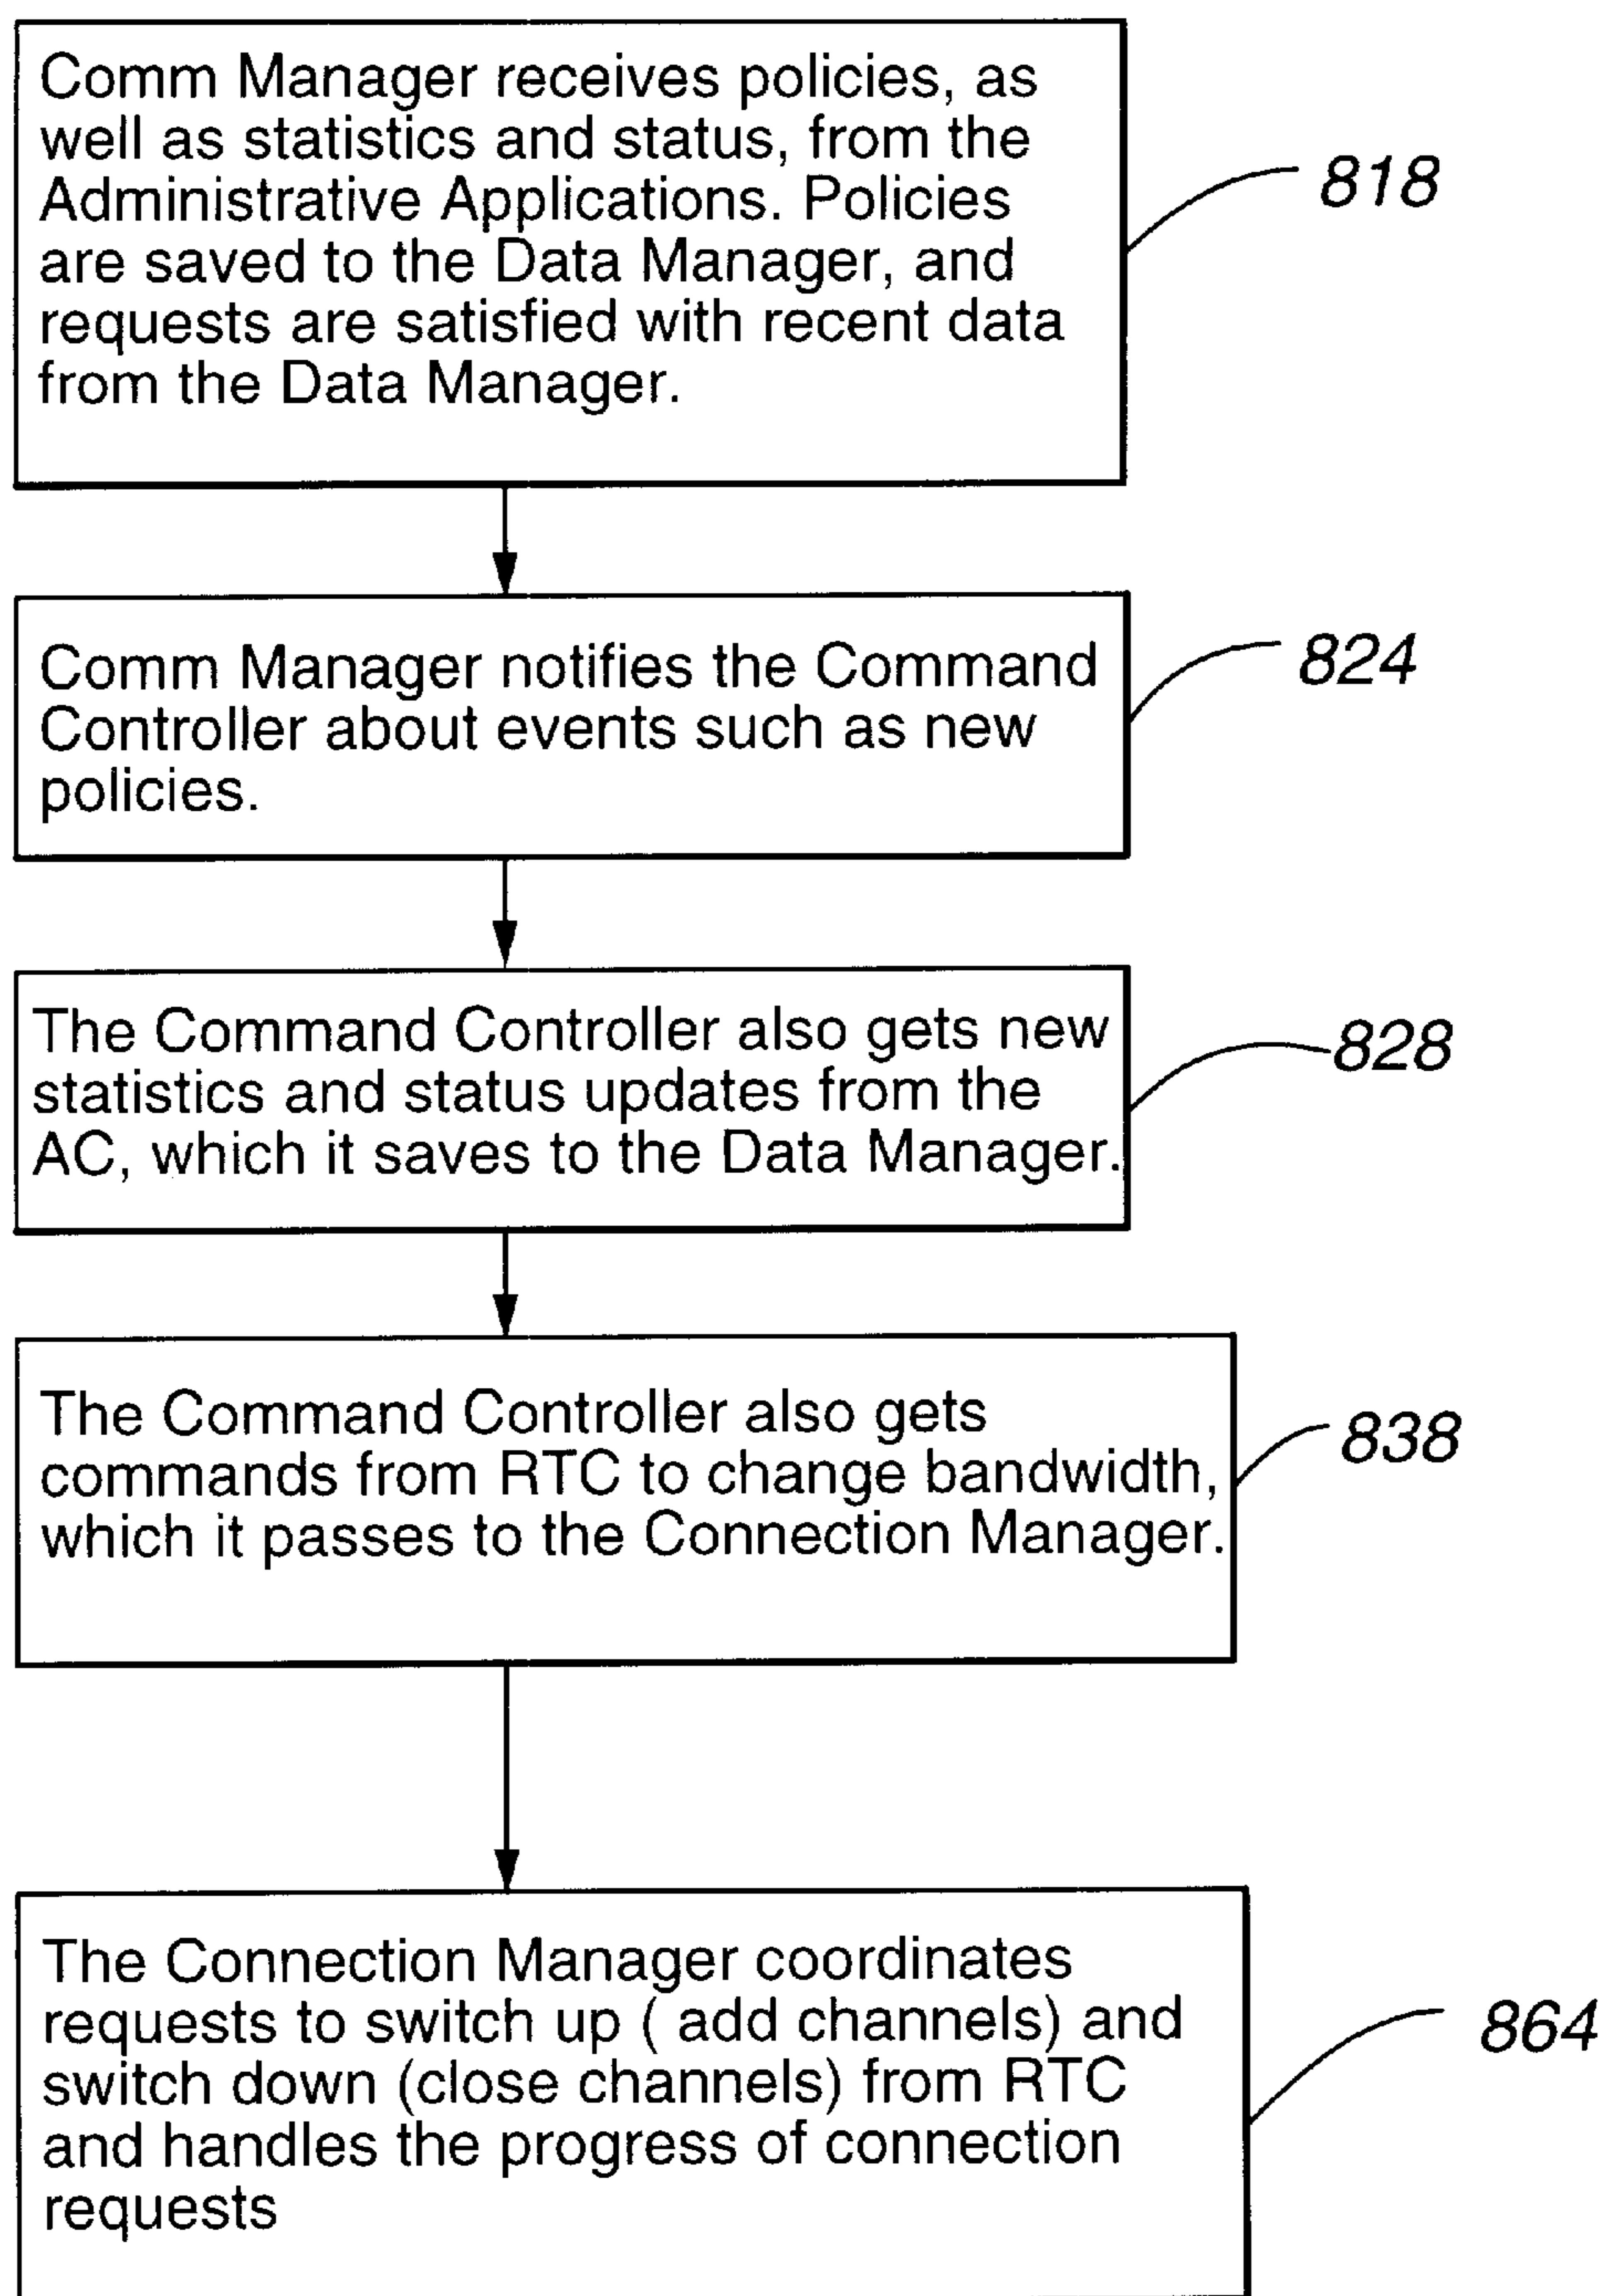 Comm Manager receives policies, as
well as statistics and status, from the
Administrative Applications. Policies
are saved to the Data Manager, and
requests are satisfied with recent data
from the Data Manager.
818
Comm Manager notifies the Command
Controller about events such as new
policies.
824
The Command Controller also gets new
statistics and status updates from the
AC, which it saves to the Data Manager.
828
The Command Controller also gets
commands from RTC to change bandwidth,
which it passes to the Connection Manager.
838
The Connection Manager coordinates
requests to switch up ( add channels) and
switch down (close channels) from RTC
and handles the progress of connection
requests
864